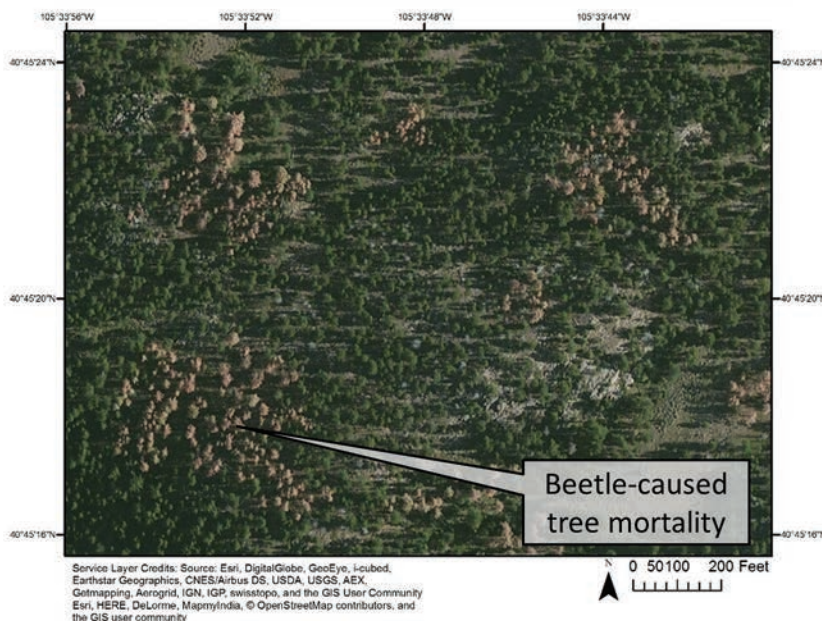 105°33'56"W
105°33'52"W
105°33'48"W
105°33'44"W
40°45'24"N
40°45'24"N
40°45'20"N
40°45'20"N
40°45'16"N
40°45'16"N
Beetle-caused
tree mortality
Service Layer Credits: Source: Esri, DigitalGlobe, GeoEye, i-cubed,
Earthstar Geographics, CNES/Airbus DS, USDA, USGS, AEX,
Getmapping, Aerogrid, IGN, IGP, swisstopo, and the GIS User Community
Esri, HERE, DeLorme, MapmyIndia, © OpenStreetMap contributors, and
the GIS user community
N
0 50100 200 Feet